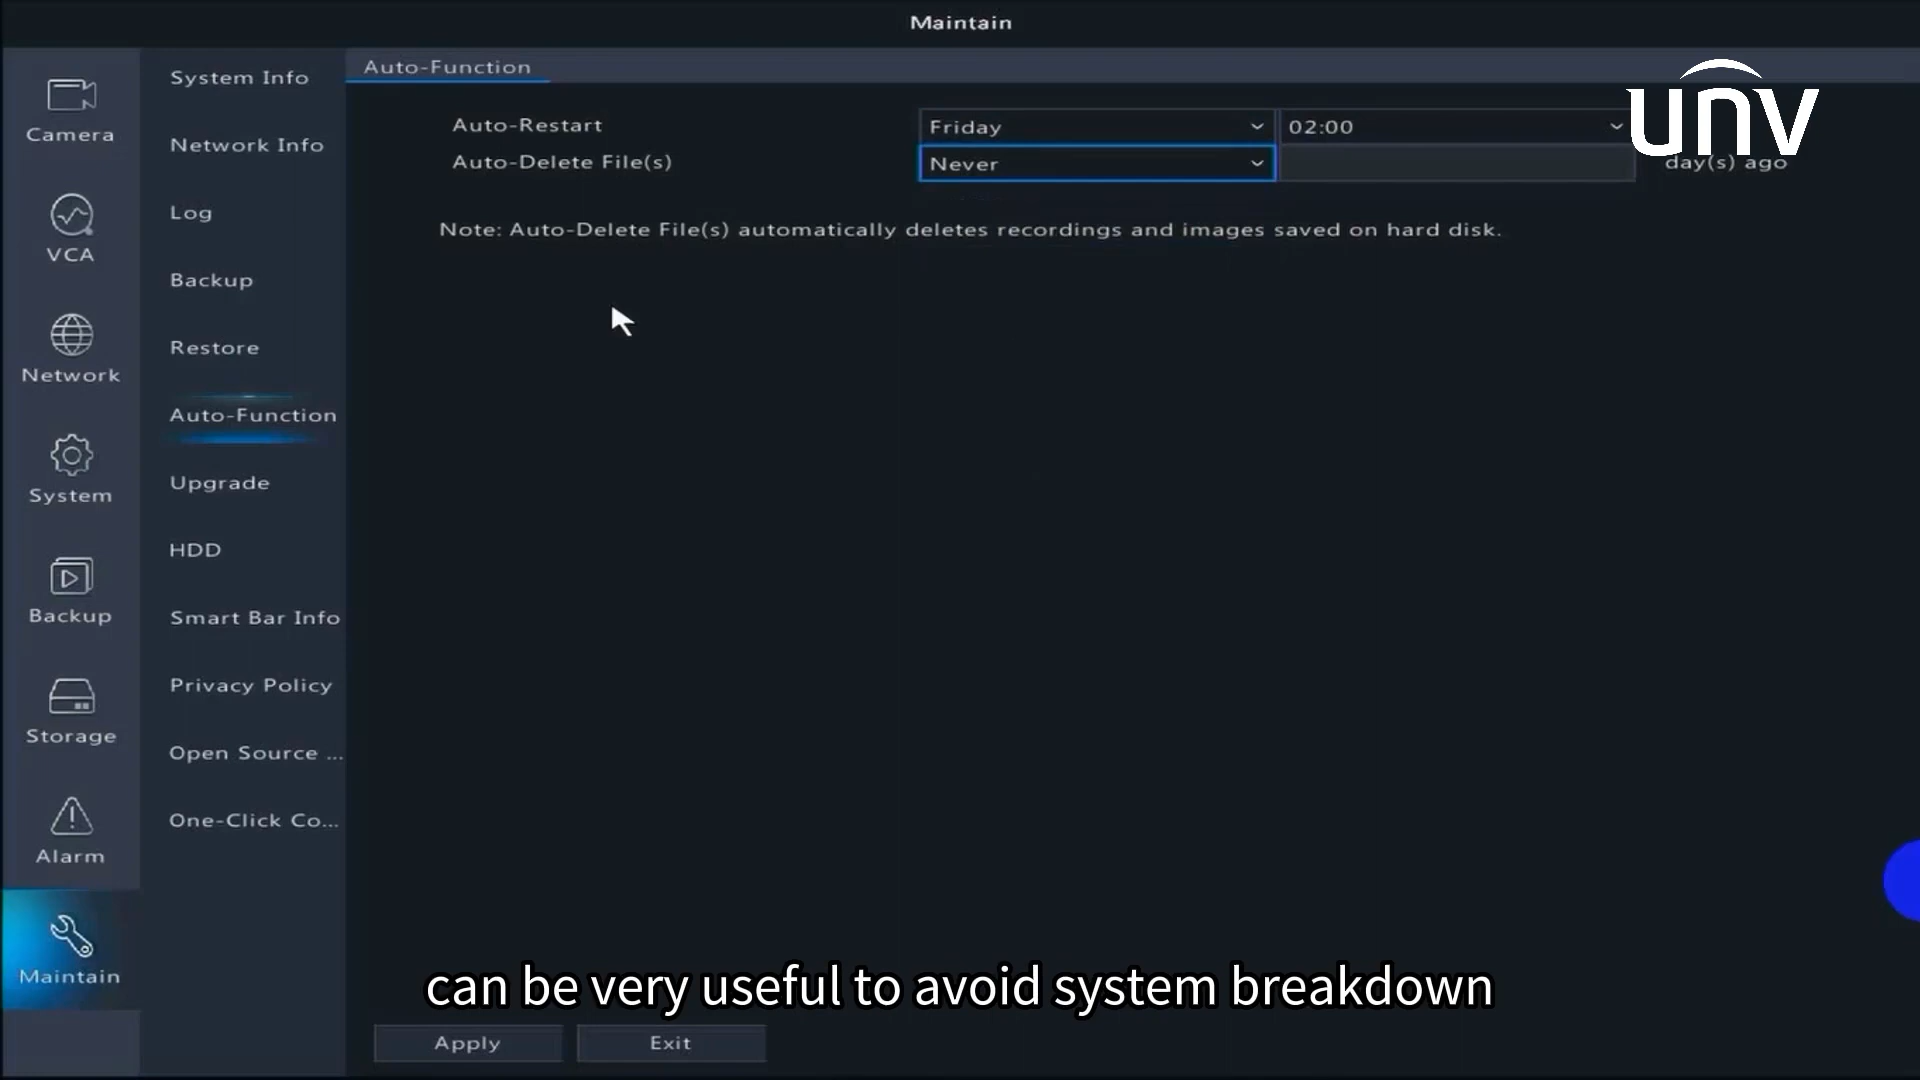 Maintain
unv
Camera
VCA
Network
System
Backup
Storage
Alarm
Maintain
System Info
Network Info
Log
Backup
Restore
Auto-Function
Upgrade
HDD
Smart Bar Info
Privacy Policy
Open Source ...
One-Click Co...
Auto-Function
Auto-Restart
Friday
02:00
Auto-Delete File(s)
Never
day(s) ago
Note: Auto-Delete File(s) automatically deletes recordings and images saved on hard disk.
can be very useful to avoid system breakdown
Apply
Exit